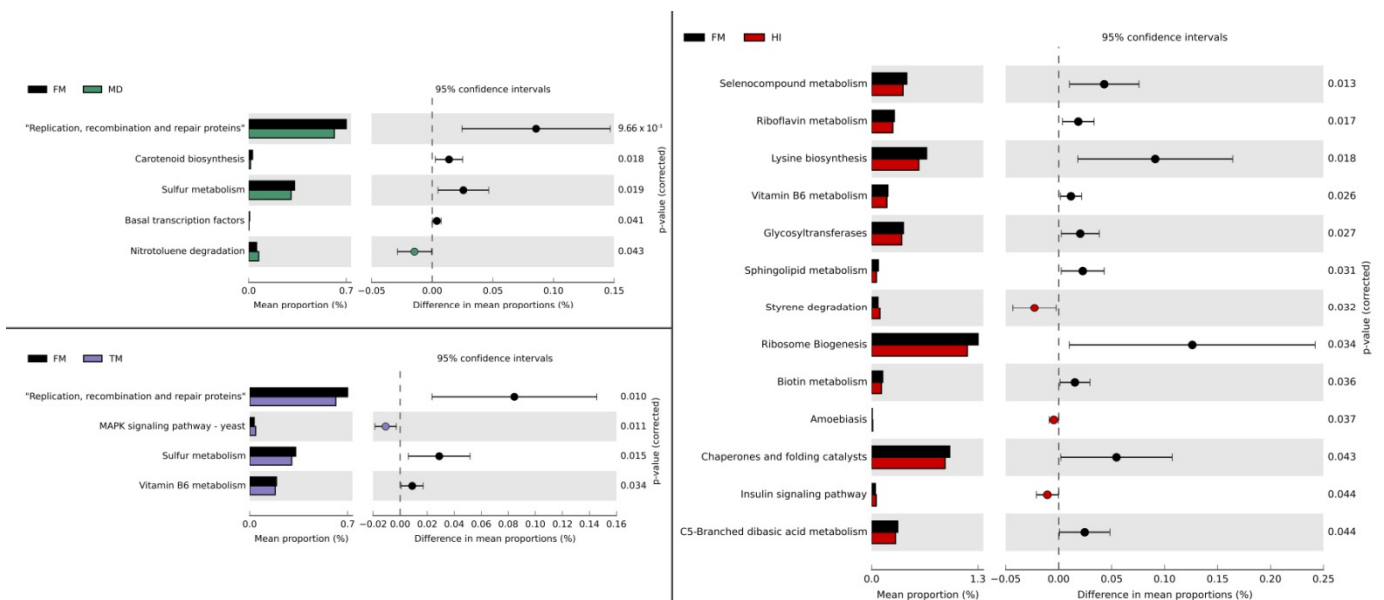 FM MD
95% confidence intervals
"Replication, recombination and repair proteins" 9.66 x 10⁻³
Carotenoid biosynthesis 0.018
Sulfur metabolism 0.019
Basal transcription factors 0.041
Nitrotoluene degradation 0.043
p-value (corrected)
0.0 0.7 −0.05 0.00 0.05 0.10 0.15
Mean proportion (%) Difference in mean proportions (%)
FM TM
95% confidence intervals
"Replication, recombination and repair proteins" 0.010
MAPK signaling pathway - yeast 0.011
Sulfur metabolism 0.015
Vitamin B6 metabolism 0.034
p-value (corrected)
0.0 0.7 −0.02 0.00 0.02 0.04 0.06 0.08 0.10 0.12 0.14 0.16
Mean proportion (%) Difference in mean proportions (%)
FM HI
95% confidence intervals
Selenocompound metabolism 0.013
Riboflavin metabolism 0.017
Lysine biosynthesis 0.018
Vitamin B6 metabolism 0.026
Glycosyltransferases 0.027
Sphingolipid metabolism 0.031
Styrene degradation 0.032
Ribosome Biogenesis 0.034
Biotin metabolism 0.036
Amoebiasis 0.037
Chaperones and folding catalysts 0.043
Insulin signaling pathway 0.044
C5-Branched dibasic acid metabolism 0.044
p-value (corrected)
0.0 1.3 −0.05 0.00 0.05 0.10 0.15 0.20 0.25
Mean proportion (%) Difference in mean proportions (%)